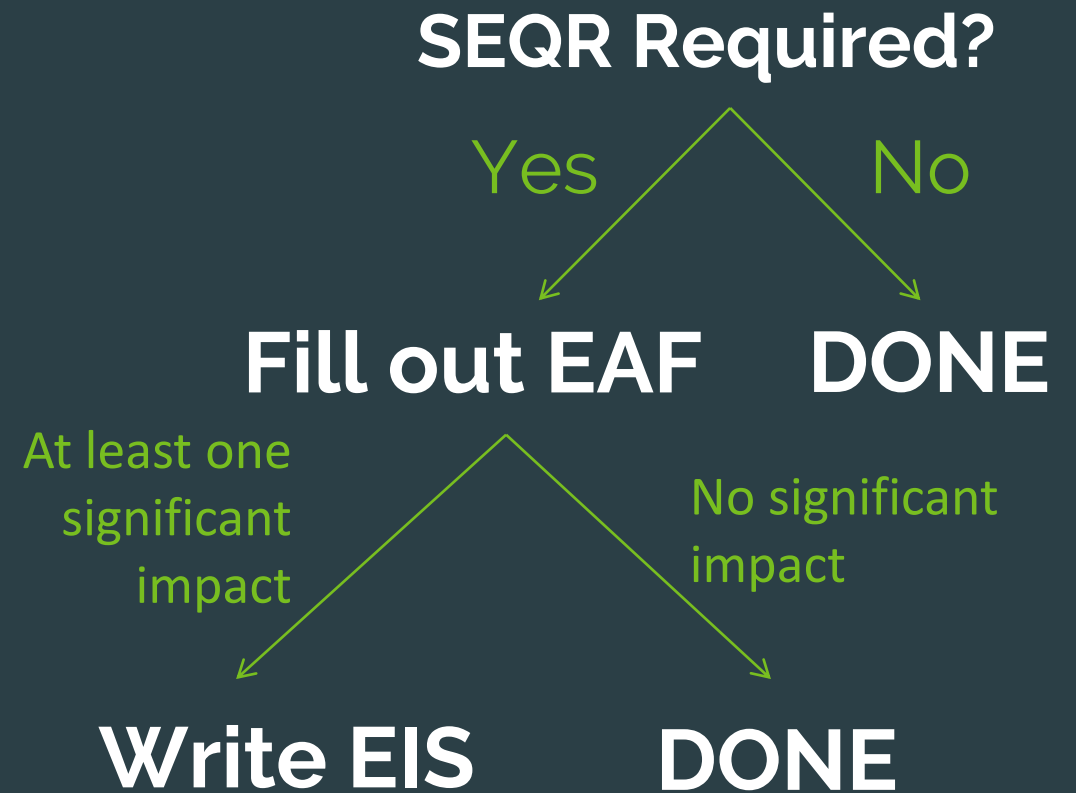 SEQR Required?
Yes
No
Fill out EAF
DONE
At least one
significant
impact
No significant
impact
Write EIS
DONE